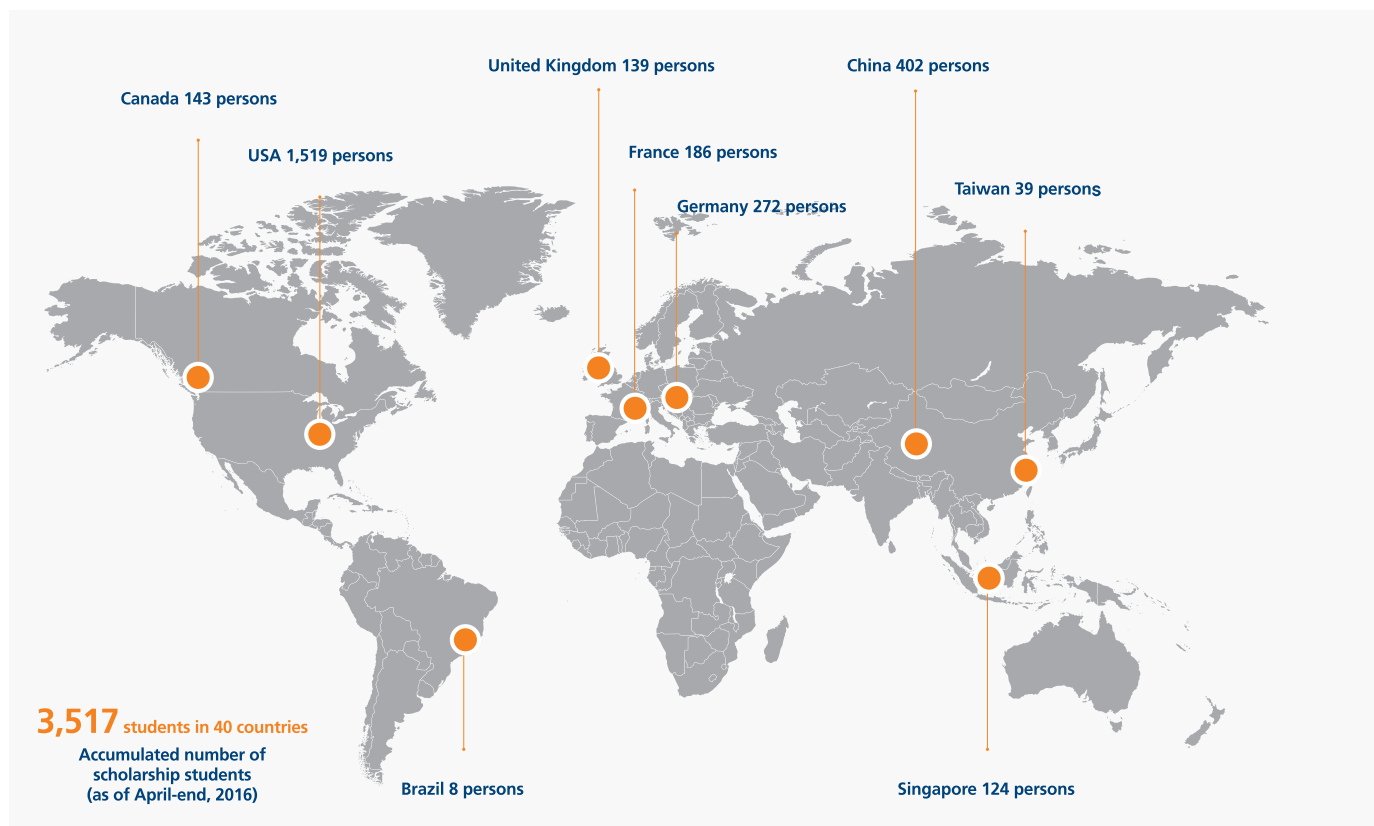 United Kingdom 139 persons
China 402 persons
Canada 143 persons
USA 1,519 persons
France 186 persons
Taiwan 39 persons
Germany 272 persons
3,517 students in 40 countries
Accumulated number of
scholarship students
(as of April-end, 2016)
Brazil 8 persons
Singapore 124 persons